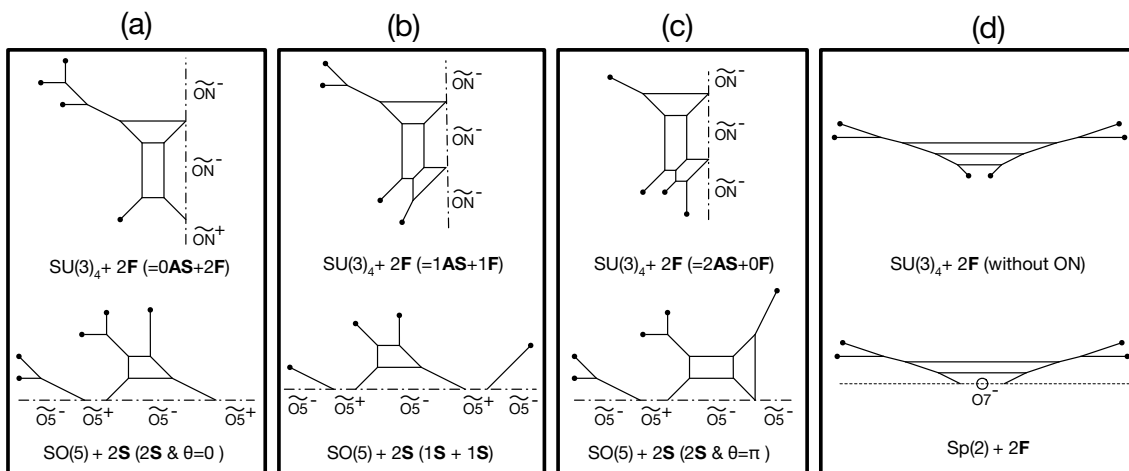 (a) (b) (c) (d)
ON~-
ON~-
ON~+
SU(3)₄+ 2F (=0AS+2F)
O5~- O5~+ O5~- O5~+
SO(5) + 2S (2S & θ=0 )
ON~-
ON~-
ON~-
SU(3)₄+ 2F (=1AS+1F)
O5~- O5~+ O5~- O5~+ O5~-
SO(5) + 2S (1S + 1S)
ON~-
ON~-
ON~-
SU(3)₄+ 2F (=2AS+0F)
O5~- O5~+ O5~- O5~-
SO(5) + 2S (2S & θ=π )
SU(3)₄+ 2F (without ON)
O7-
Sp(2) + 2F